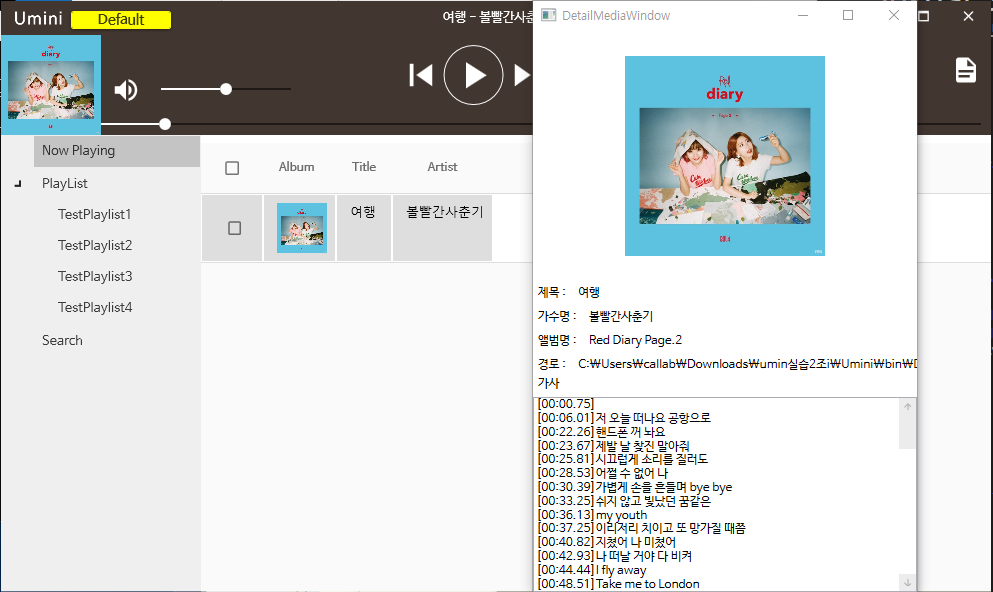 Umini Default 여행 - 볼빨간사춘
DetailMediaWindow
diary
Now Playing
PlayList
TestPlaylist1
TestPlaylist2
TestPlaylist3
TestPlaylist4
Search
Album Title Artist
여행 볼빨간사춘기
Red
diary
제목 : 여행
가수명 : 볼빨간사춘기
앨범명 : Red Diary Page.2
경로 : C:₩Users₩callab₩Downloads₩umin실습2조i₩Umini₩bin₩D
가사
[00:00.75]
[00:06.01]저 오늘 떠나요 공항으로
[00:22.26]핸드폰 꺼 놔요
[00:23.67]제발 날 찾진 말아줘
[00:25.81]시끄럽게 소리를 질러도
[00:28.53]어쩔 수 없어 나
[00:30.39]가볍게 손을 흔들며 bye bye
[00:33.25]쉬지 않고 빛났던 꿈같은
[00:36.13]my youth
[00:37.25]이리저리 치이고 또 망가질 때쯤
[00:40.82]지쳤어 나 미쳤어
[00:42.93]나 떠날 거야 다 비켜
[00:44.44]I fly away
[00:48.51]Take me to London